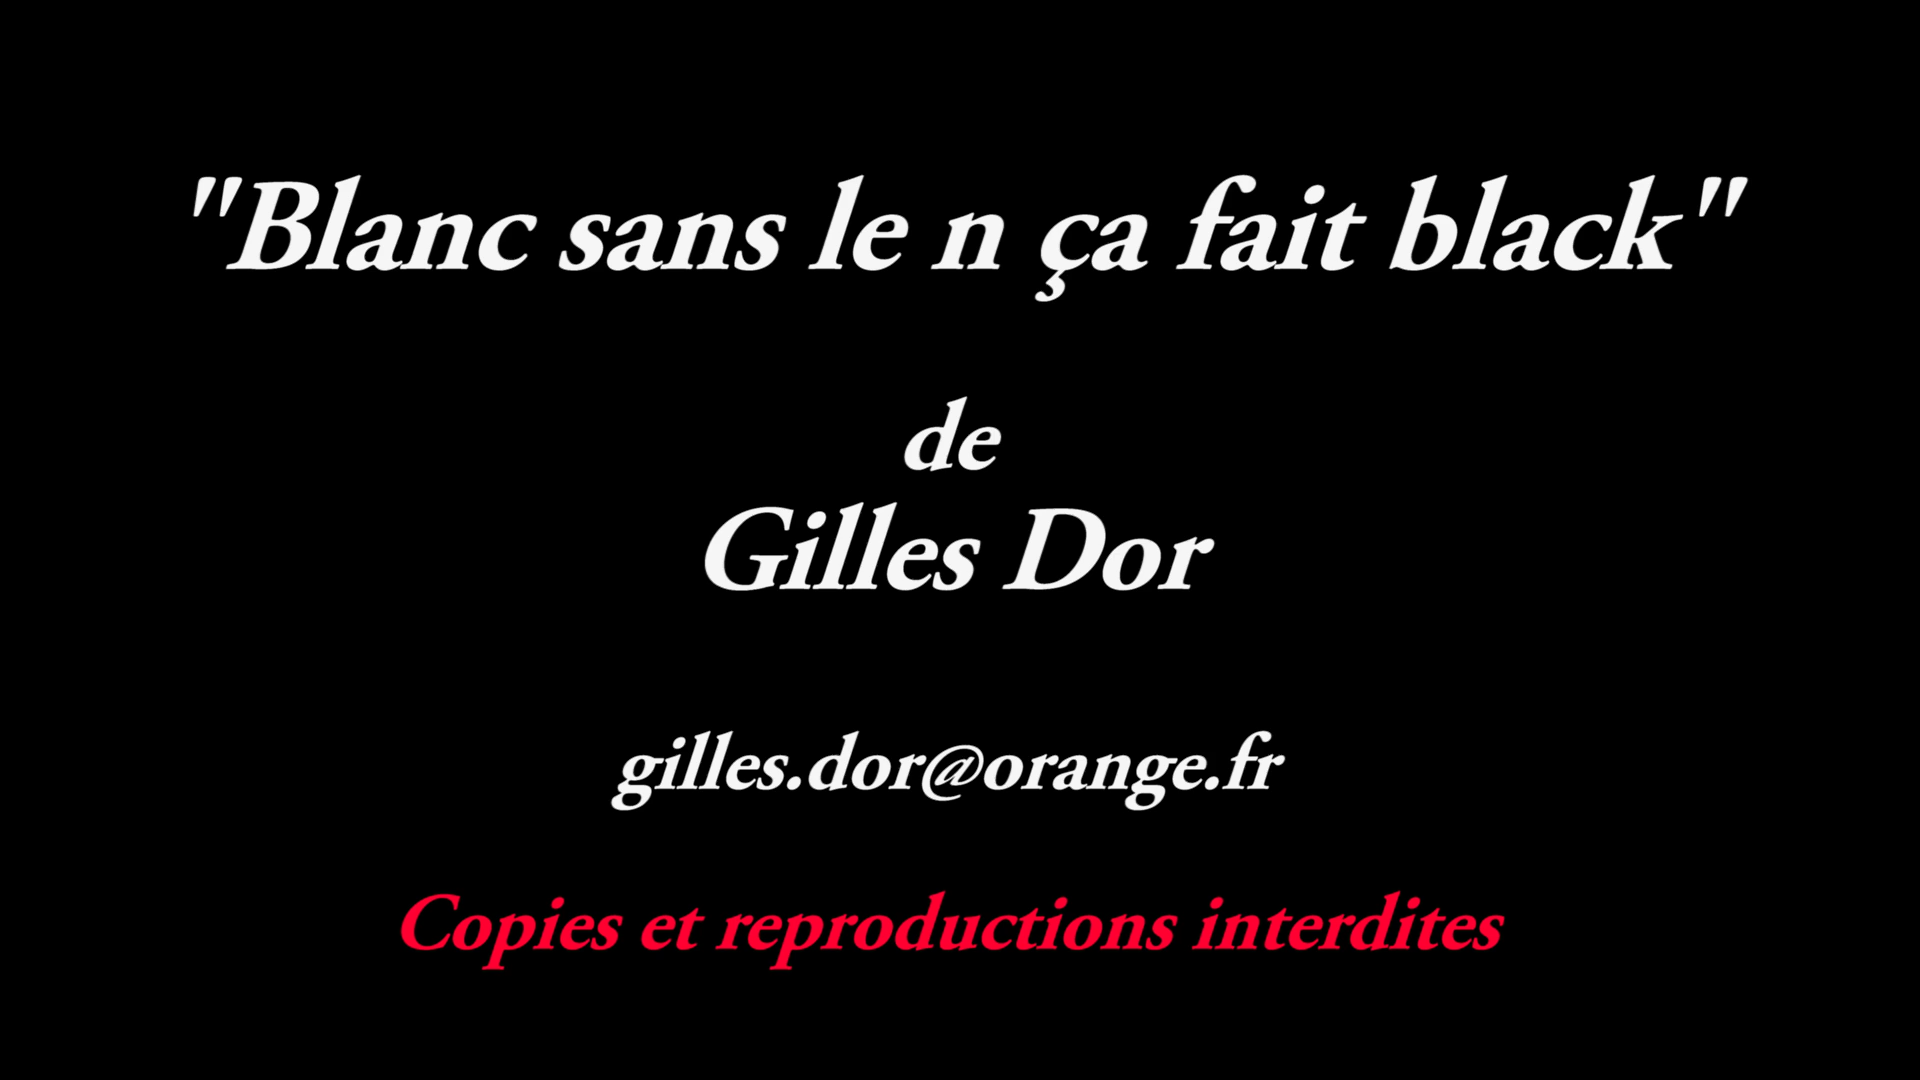 "Blanc sans le n ça fait black"
de
Gilles Dor
gilles.dor@orange.fr
Copies et reproductions interdites